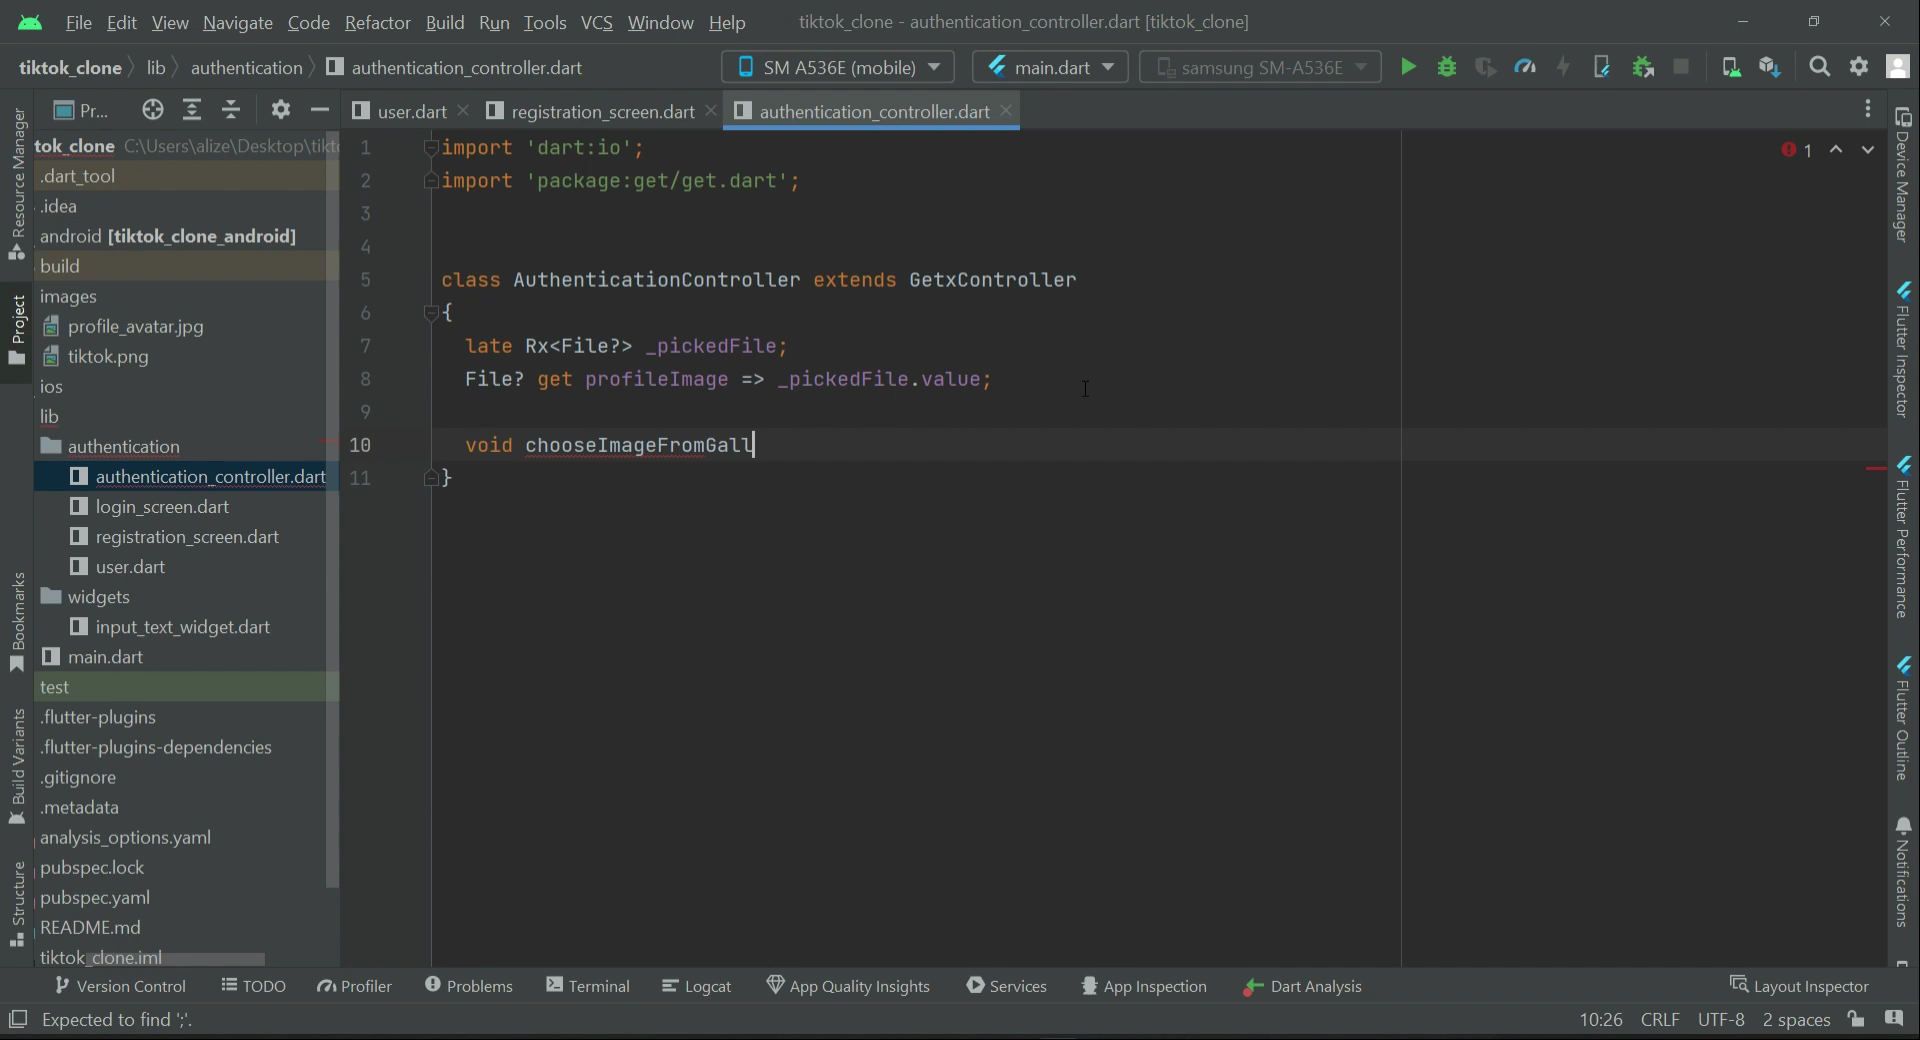 File Edit View Navigate Code Refactor Build Run Tools VCS Window Help tiktok_clone - authentication_controller.dart [tiktok_clone]
tiktok_clone lib authentication authentication_controller.dart SM A536E (mobile) main.dart samsung SM-A536E
Pr... user.dart registration_screen.dart authentication_controller.dart
Resource Manager
Project
Bookmarks
Build Variants
Structure
tok_clone C:\Users\alize\Desktop\tikt
.dart_tool
.idea
android [tiktok_clone_android]
build
images
profile_avatar.jpg
tiktok.png
ios
lib
authentication
authentication_controller.dart
login_screen.dart
registration_screen.dart
user.dart
widgets
input_text_widget.dart
main.dart
test
.flutter-plugins
.flutter-plugins-dependencies
.gitignore
.metadata
analysis_options.yaml
pubspec.lock
pubspec.yaml
README.md
tiktok_clone.iml
1 import 'dart:io';
2 import 'package:get/get.dart';
3
4
5 class AuthenticationController extends GetxController
6 {
7 late Rx<File?> _pickedFile;
8 File? get profileImage => _pickedFile.value;
9
10 void chooseImageFromGall
11 }
1
Device Manager
Flutter Inspector
Flutter Performance
Flutter Outline
Notifications
Version Control TODO Profiler Problems Terminal Logcat App Quality Insights Services App Inspection Dart Analysis Layout Inspector
Expected to find ';'. 10:26 CRLF UTF-8 2 spaces